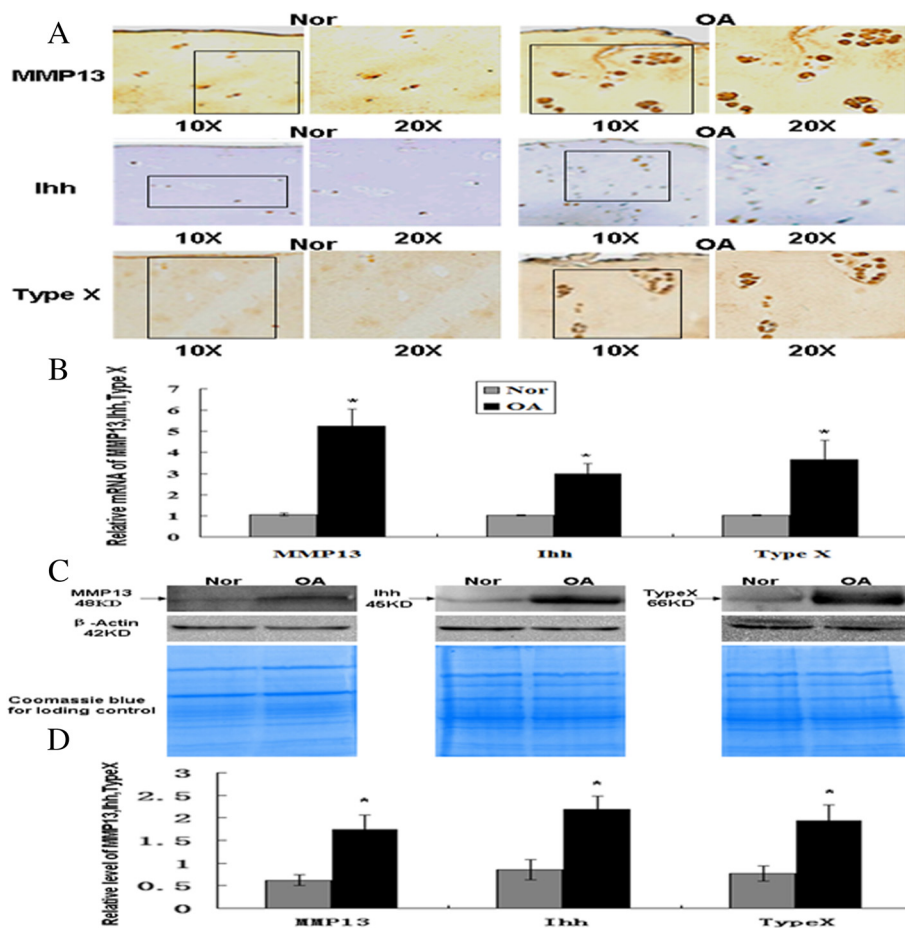 A
Nor OA
MMP13
10X 20X 10X 20X
Nor OA
Ihh
10X 20X 10X 20X
Nor OA
Type X
10X 20X 10X 20X
B
Relative mRNA of MMP13,Ihh,Type X
7
6
5
4
3
2
1
0
Nor
OA
* * *
MMP13 Ihh Type X
C
Nor OA Nor OA Nor OA
MMP13 Ihh TypeX
48KD 45KD 66KD
β-Actin
42KD
Coomassie blue
for loding control
D
Relative level of MMP13,Ihh,TypeX
3
2.5
2
1.5
1
0.5
0
* * *
MMP13 Ihh TypeX